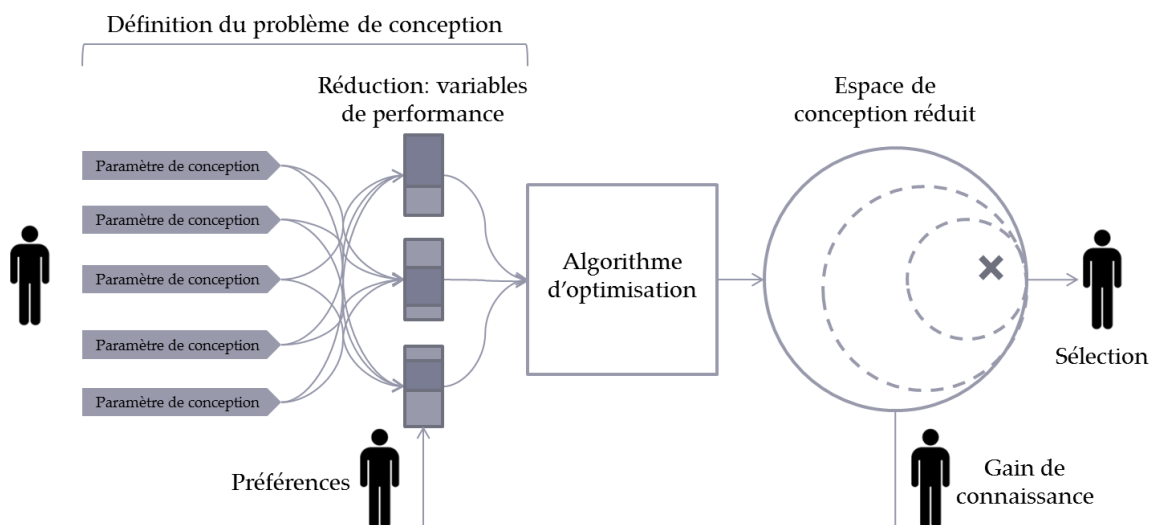 Définition du problème de conception
Réduction: variables
de performance
Espace de
conception réduit
Paramètre de conception
Paramètre de conception
Paramètre de conception
Paramètre de conception
Paramètre de conception
Algorithme
d'optimisation
Sélection
Préférences
Gain de
connaissance